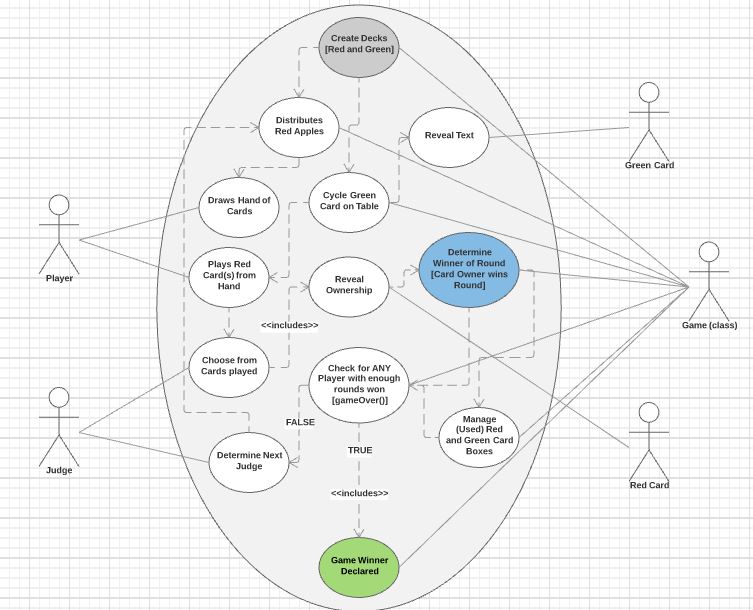 Create Decks
[Red and Green]
Distributes
Red Apples
Reveal Text
Green Card
Draws Hand of
Cards
Cycle Green
Card on Table
Player
Plays Red
Card(s) from
Hand
Reveal
Ownership
Determine
Winner of Round
[Card Owner wins
Round]
Game (class)
<<includes>>
Choose from
Cards played
Check for ANY
Player with enough
rounds won
[gameOver()]
FALSE
Manage
(Used) Red
and Green Card
Boxes
TRUE
Determine Next
Judge
Judge
Red Card
<<includes>>
Game Winner
Declared